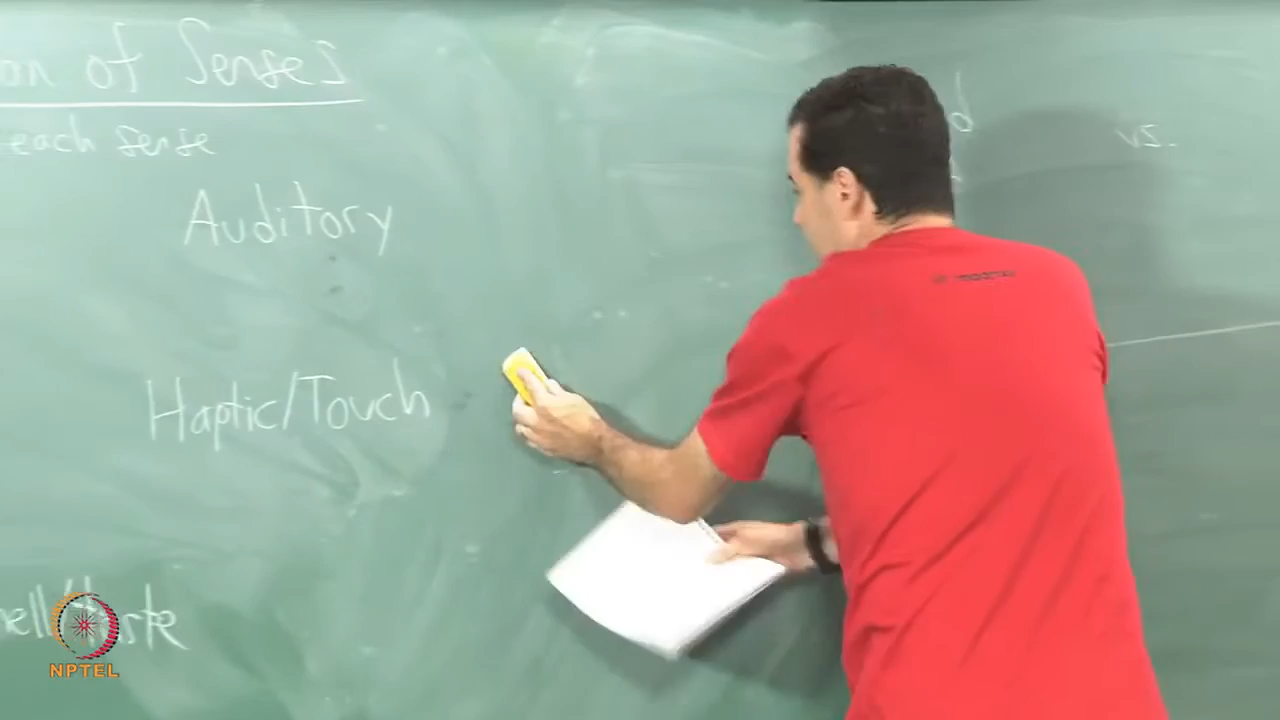 on of Senses
each sense
vs.
Auditory
Haptic/Touch
NPTEL